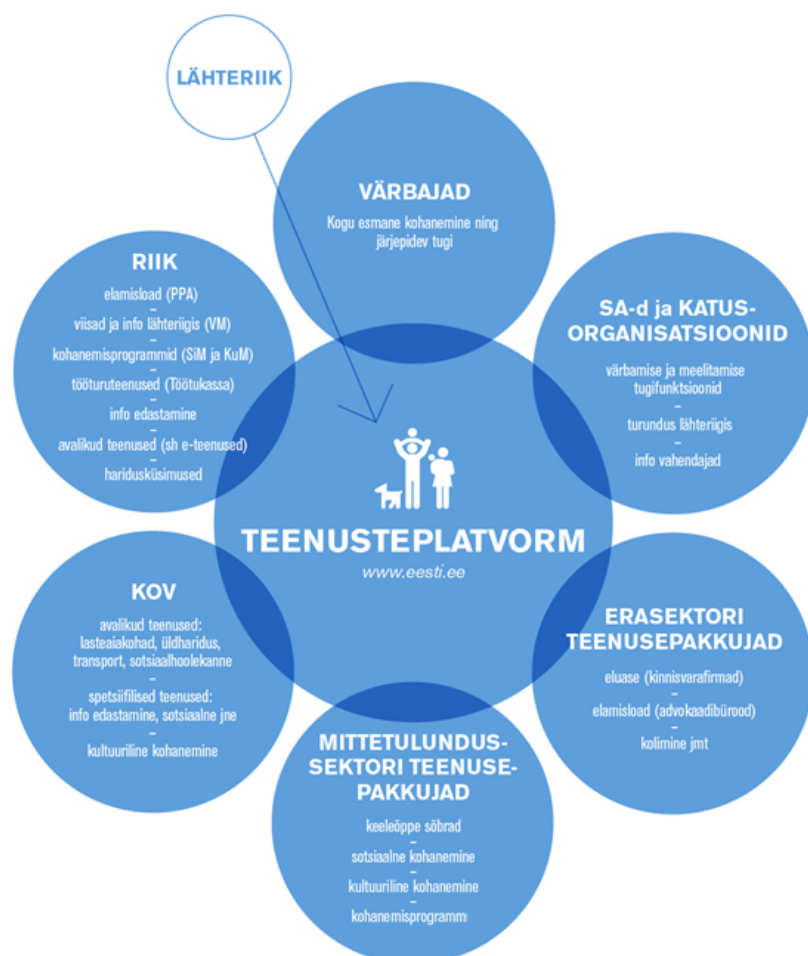 LÄHTERIIK
VÄRBAJAD
Kogu esmane kohanemine ning
järjepidev tugi
RIIK
elamisload (PPA)
–
viisad ja info lähteriigis (VM)
–
kohanemisprogrammid (SiM ja KuM)
–
tööturuteenused (Töötukassa)
–
info edastamine
–
avalikud teenused (sh e-teenused)
–
hariduskùsimused
SA-d ja KATUS-
ORGANISATSIOONID
värbamise ja meelitamise
tugifunktsioonid
–
turundus lähteriigis
–
info vahendajad
TEENUSTEPLATVORM
www.eesti.ee
KOV
avalikud teenused:
lasteaiakohad, üldharidus,
transport, sotsiaalhoolekanne
–
spetsiifilised teenused:
info edastamine, sotsiaalne jne
–
kultuuriline kohanemine
ERASEKTORI
TEENUSEPAKKUJAD
eluase (kinnisvarafirmad)
–
elamisload (advokaadibürood)
–
kolimine jmt
MITTETULUNDUS-
SEKTORI TEENUSE-
PAKKUJAD
keeleõppe sõbrad
–
sotsiaalne kohanemine
–
kultuuriline kohanemine
–
kohanemisprogramm